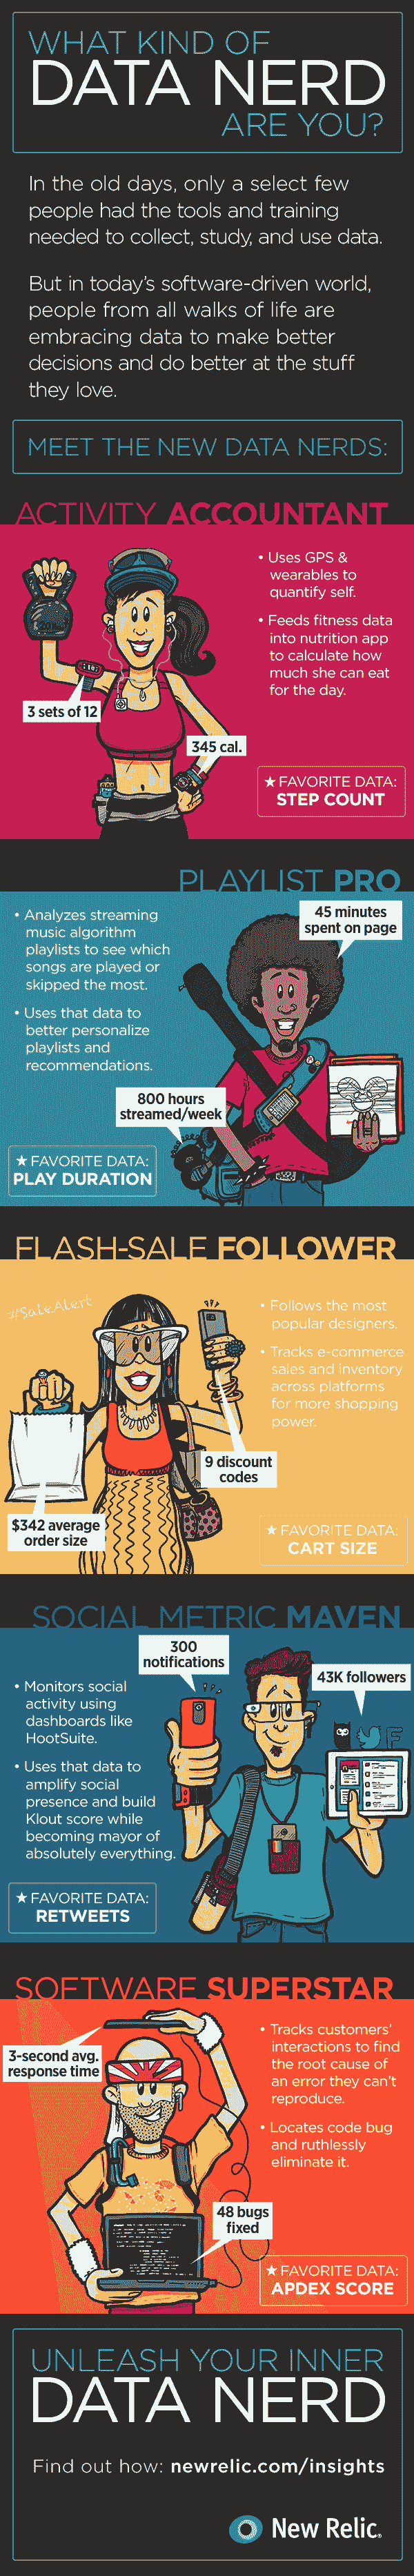 WHAT KIND OF
DATA NERD
ARE YOU?
In the old days, only a select few
people had the tools and training
needed to collect, study, and use data.
But in today's software-driven world,
people from all walks of life are
embracing data to make better
decisions and do better at the stuff
they love.
MEET THE NEW DATA NERDS:
ACTIVITY ACCOUNTANT
• Uses GPS &
wearables to
quantify self.
• Feeds fitness data
into nutrition app
to calculate how
much she can eat
for the day.
3 sets of 12
345 cal.
★ FAVORITE DATA:
STEP COUNT
PLAYLIST PRO
• Analyzes streaming
music algorithm
playlists to see which
songs are played or
skipped the most.
• Uses that data to
better personalize
playlists and
recommendations.
45 minutes
spent on page
800 hours
streamed/week
★ FAVORITE DATA:
PLAY DURATION
FLASH-SALE FOLLOWER
#SaleAlert
• Follows the most
popular designers.
• Tracks e-commerce
sales and inventory
across platforms
for more shopping
power.
9 discount
codes
$342 average
order size
★ FAVORITE DATA:
CART SIZE
SOCIAL METRIC MAVEN
300
notifications
43K followers
• Monitors social
activity using
dashboards like
HootSuite.
• Uses that data to
amplify social
presence and build
Klout score while
becoming mayor of
absolutely everything.
★ FAVORITE DATA:
RETWEETS
SOFTWARE SUPERSTAR
3-second avg.
response time
• Tracks customers'
interactions to find
the root cause of
an error they can't
reproduce.
• Locates code bug
and ruthlessly
eliminate it.
48 bugs
fixed
★ FAVORITE DATA:
APDEX SCORE
UNLEASH YOUR INNER
DATA NERD
Find out how: newrelic.com/insights
New Relic.